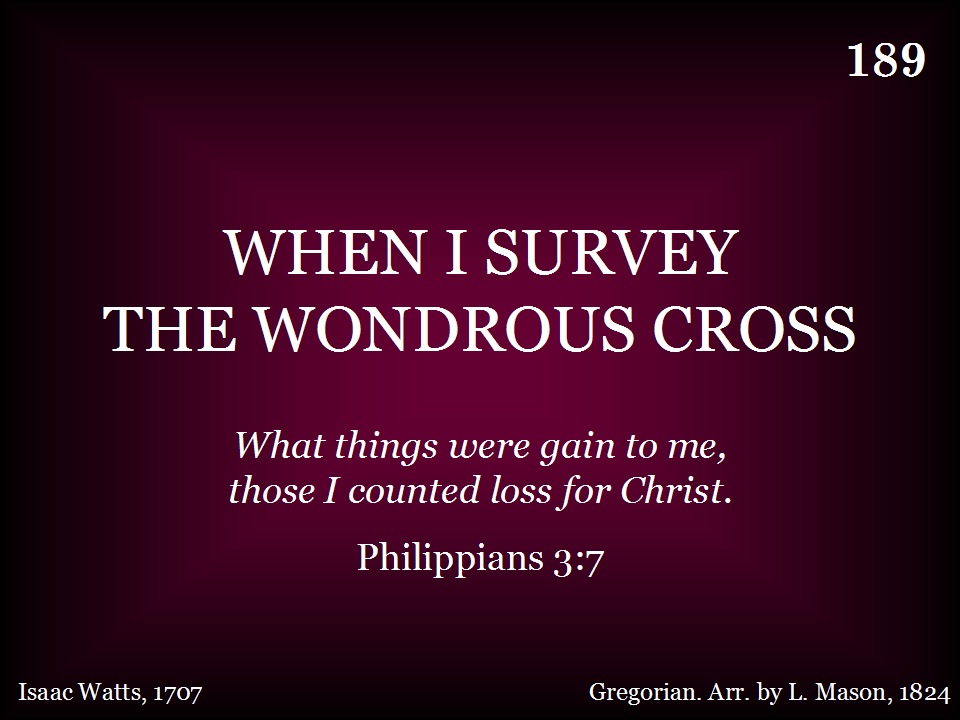 189
WHEN I SURVEY
THE WONDROUS CROSS
What things were gain to me,
those I counted loss for Christ.
Philippians 3:7
Isaac Watts, 1707
Gregorian. Arr. by L. Mason, 1824